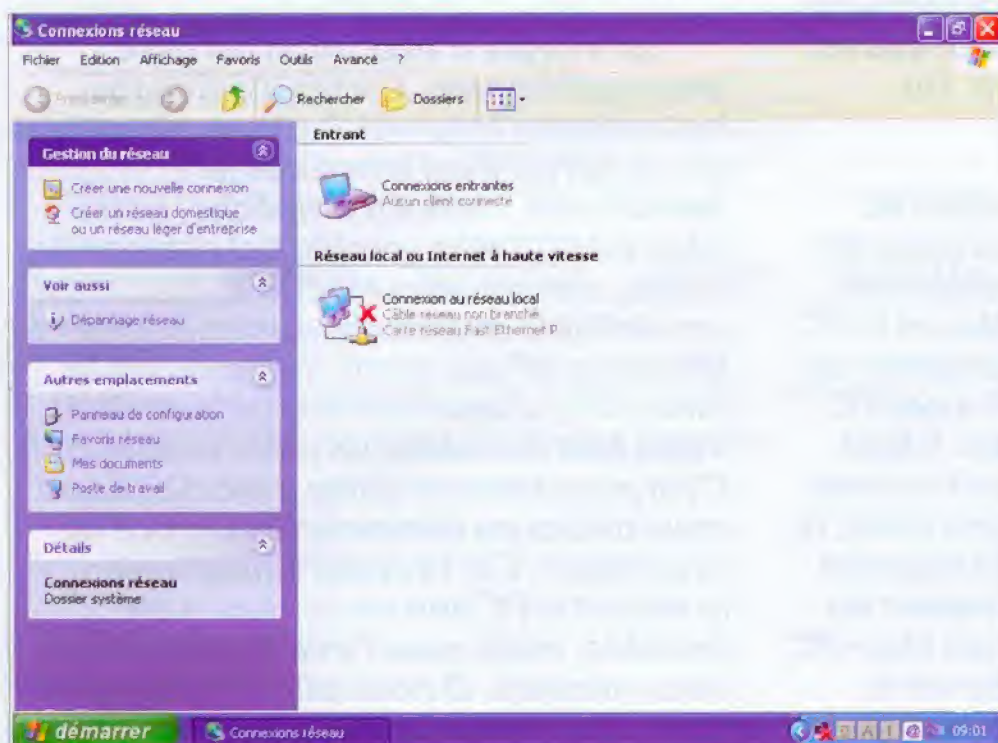 Connexions réseau
Fichier Edition Affichage Favoris Outils Avancé ?
Rechercher Dossiers
Gestion du réseau
Créer une nouvelle connexion
Créer un réseau domestique
ou un réseau léger d'entreprise
Voir aussi
Dépannage réseau
Autres emplacements
Panneau de configuration
Favoris réseau
Mes documents
Poste de travail
Détails
Connexions réseau
Dossier système
Entrant
Connexions entrantes
Aucun client connecté
Réseau local ou Internet à haute vitesse
Connexion au réseau local
Câble réseau non branché
Carte réseau Fast Ethernet P
démarrer Connexions réseau 09:01